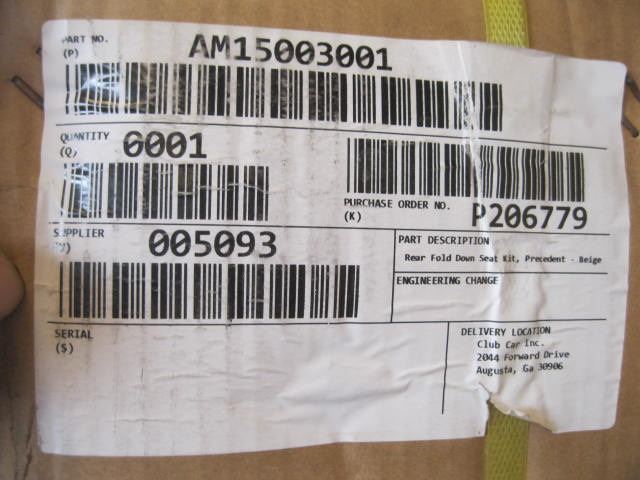 PART NO.
(P)
AM15003001
QUANTITY
(Q)
0001
PURCHASE ORDER NO.
(K)
P206779
SUPPLIER
(V)
005093
PART DESCRIPTION
Rear Fold Down Seat Kit, Precedent - Beige
ENGINEERING CHANGE
SERIAL
(S)
DELIVERY LOCATION
Club Car Inc.
2044 Forward Drive
Augusta, Ga 30906